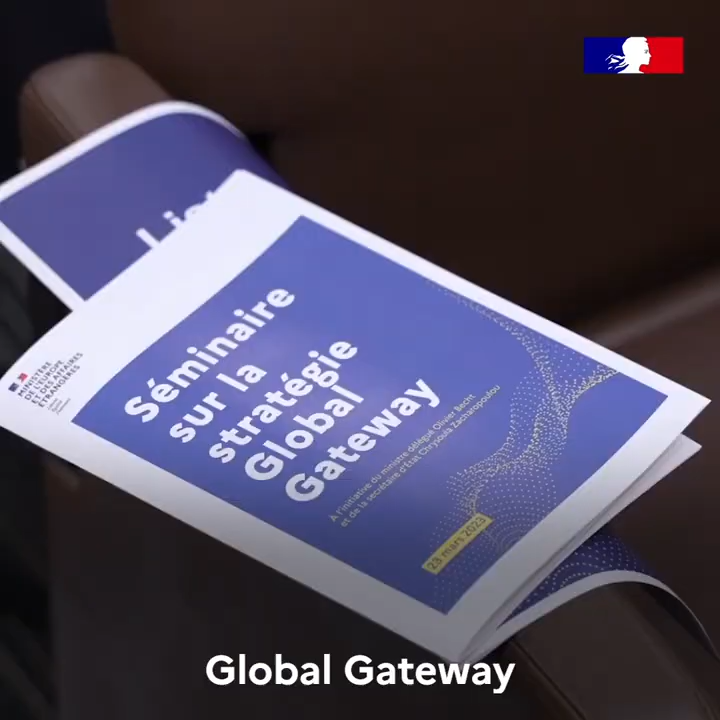 MINISTÈRE
DE L'EUROPE
ET DES AFFAIRES
ÉTRANGÈRES
Séminaire
sur la
stratégie
Global
Gateway
À l'initiative du ministre délégué Olivier Becht
et de la secrétaire d'État Chrysoula Zacharopoulou
23 mars 2023
Global Gateway